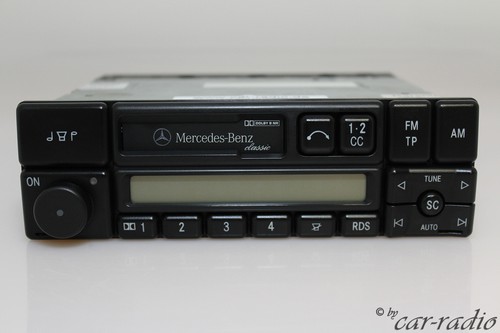 DOLBY B NR
Mercedes-Benz
classic
1·2
CC
FM
TP
AM
ON
TUNE
SC
AUTO
1
2
3
4
RDS
© by
car-radio